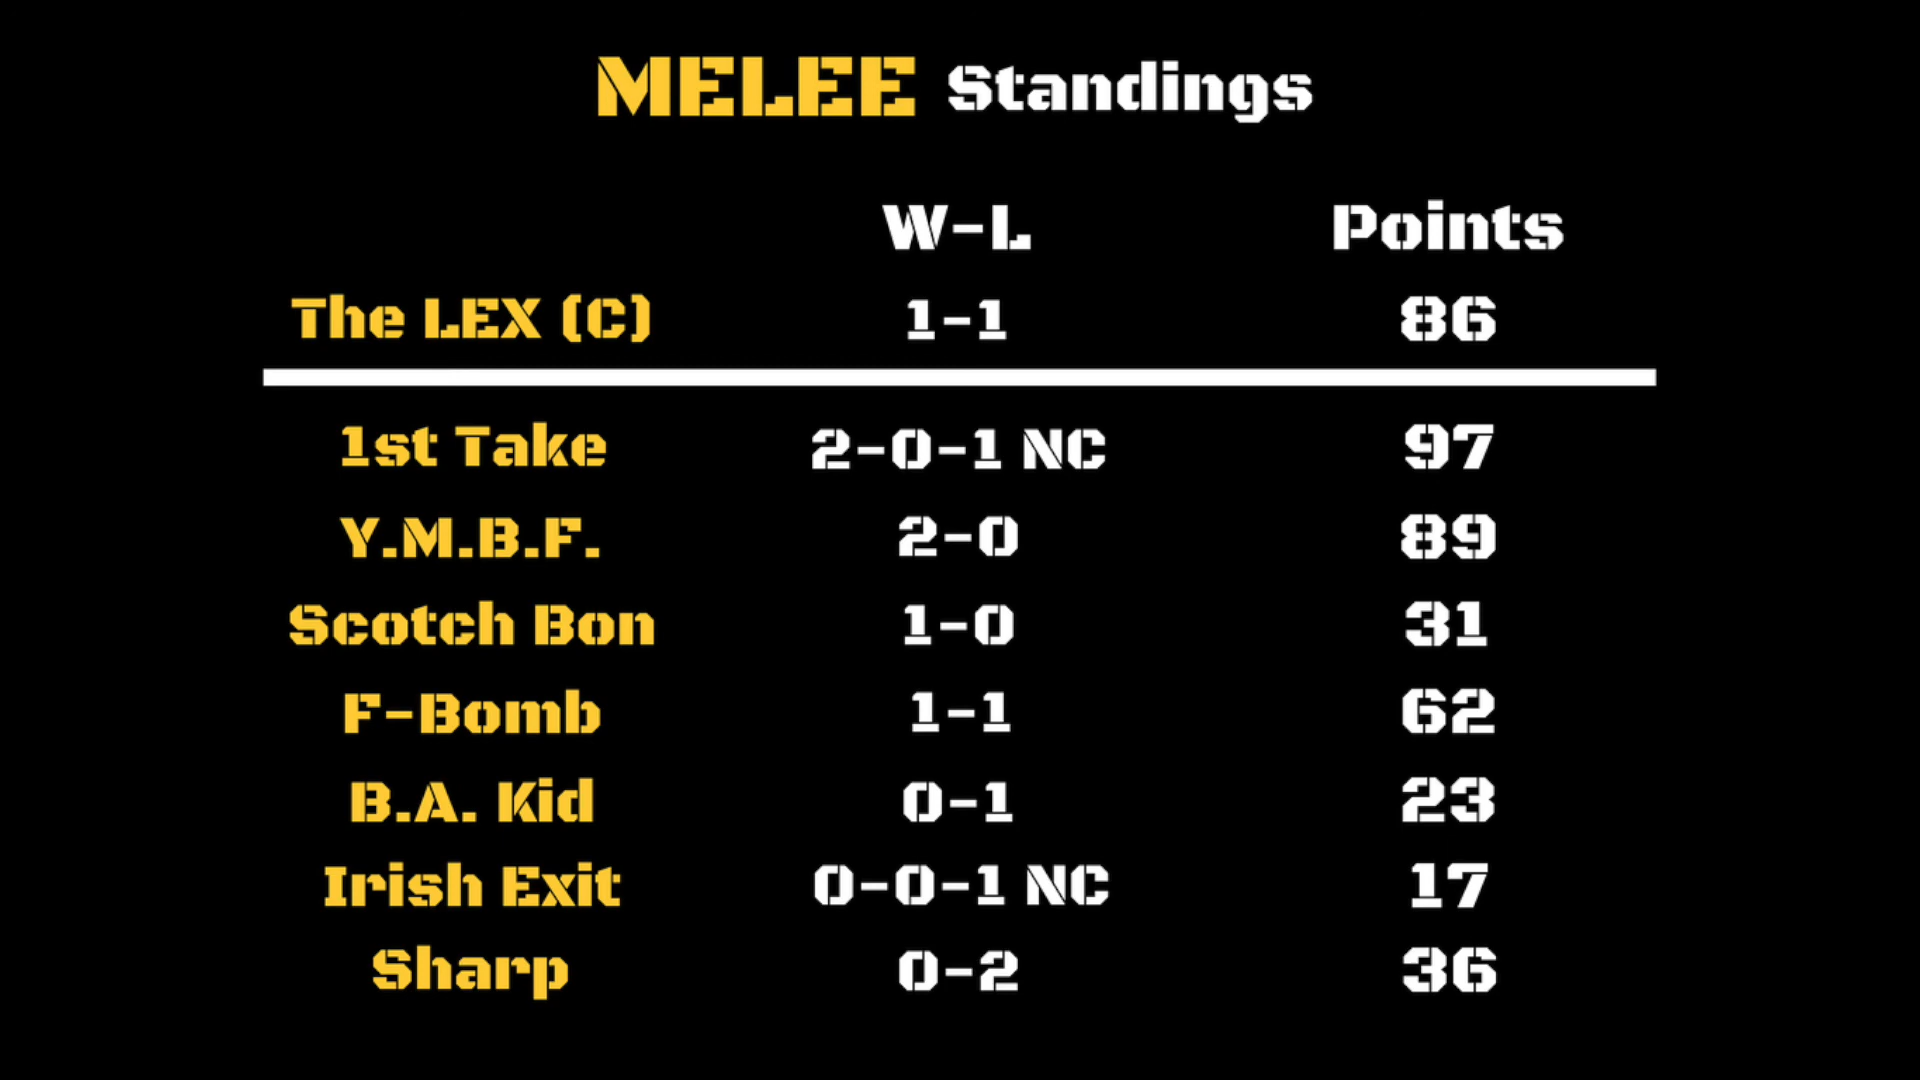 MELEE Standings
W-L Points
The LEX (C) 1-1 86
1st Take 2-0-1 NC 97
Y.M.B.F. 2-0 89
Scotch Bon 1-0 31
F-Bomb 1-1 62
B.A. Kid 0-1 23
Irish Exit 0-0-1 NC 17
Sharp 0-2 36